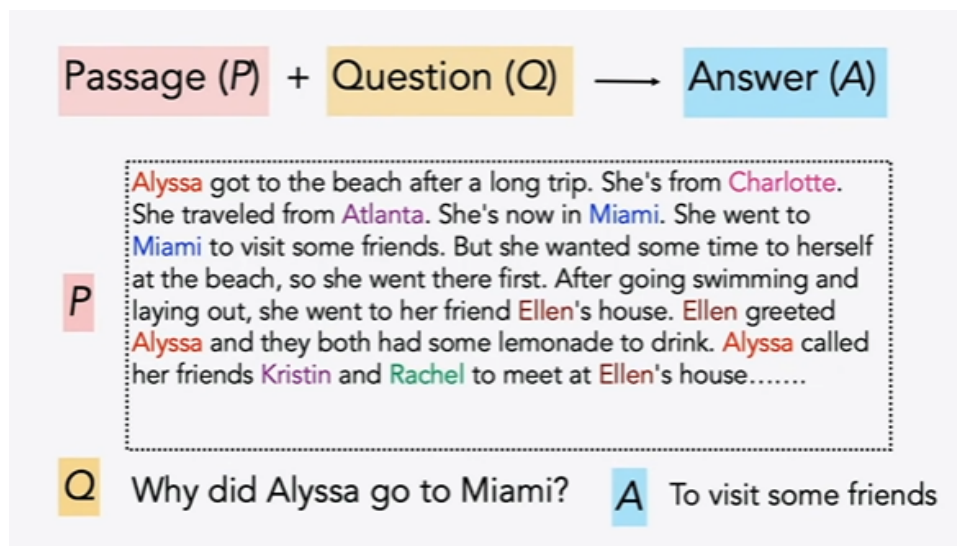 Passage (P) + Question (Q) → Answer (A)
Alyssa got to the beach after a long trip. She's from Charlotte.
She traveled from Atlanta. She's now in Miami. She went to
Miami to visit some friends. But she wanted some time to herself
at the beach, so she went there first. After going swimming and
laying out, she went to her friend Ellen's house. Ellen greeted
Alyssa and they both had some lemonade to drink. Alyssa called
her friends Kristin and Rachel to meet at Ellen's house.......
P
Q Why did Alyssa go to Miami?
A To visit some friends